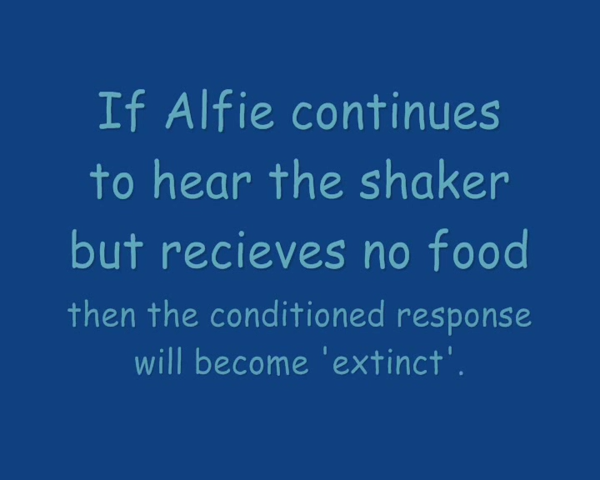 If Alfie continues
to hear the shaker
but recieves no food
then the conditioned response
will become 'extinct'.